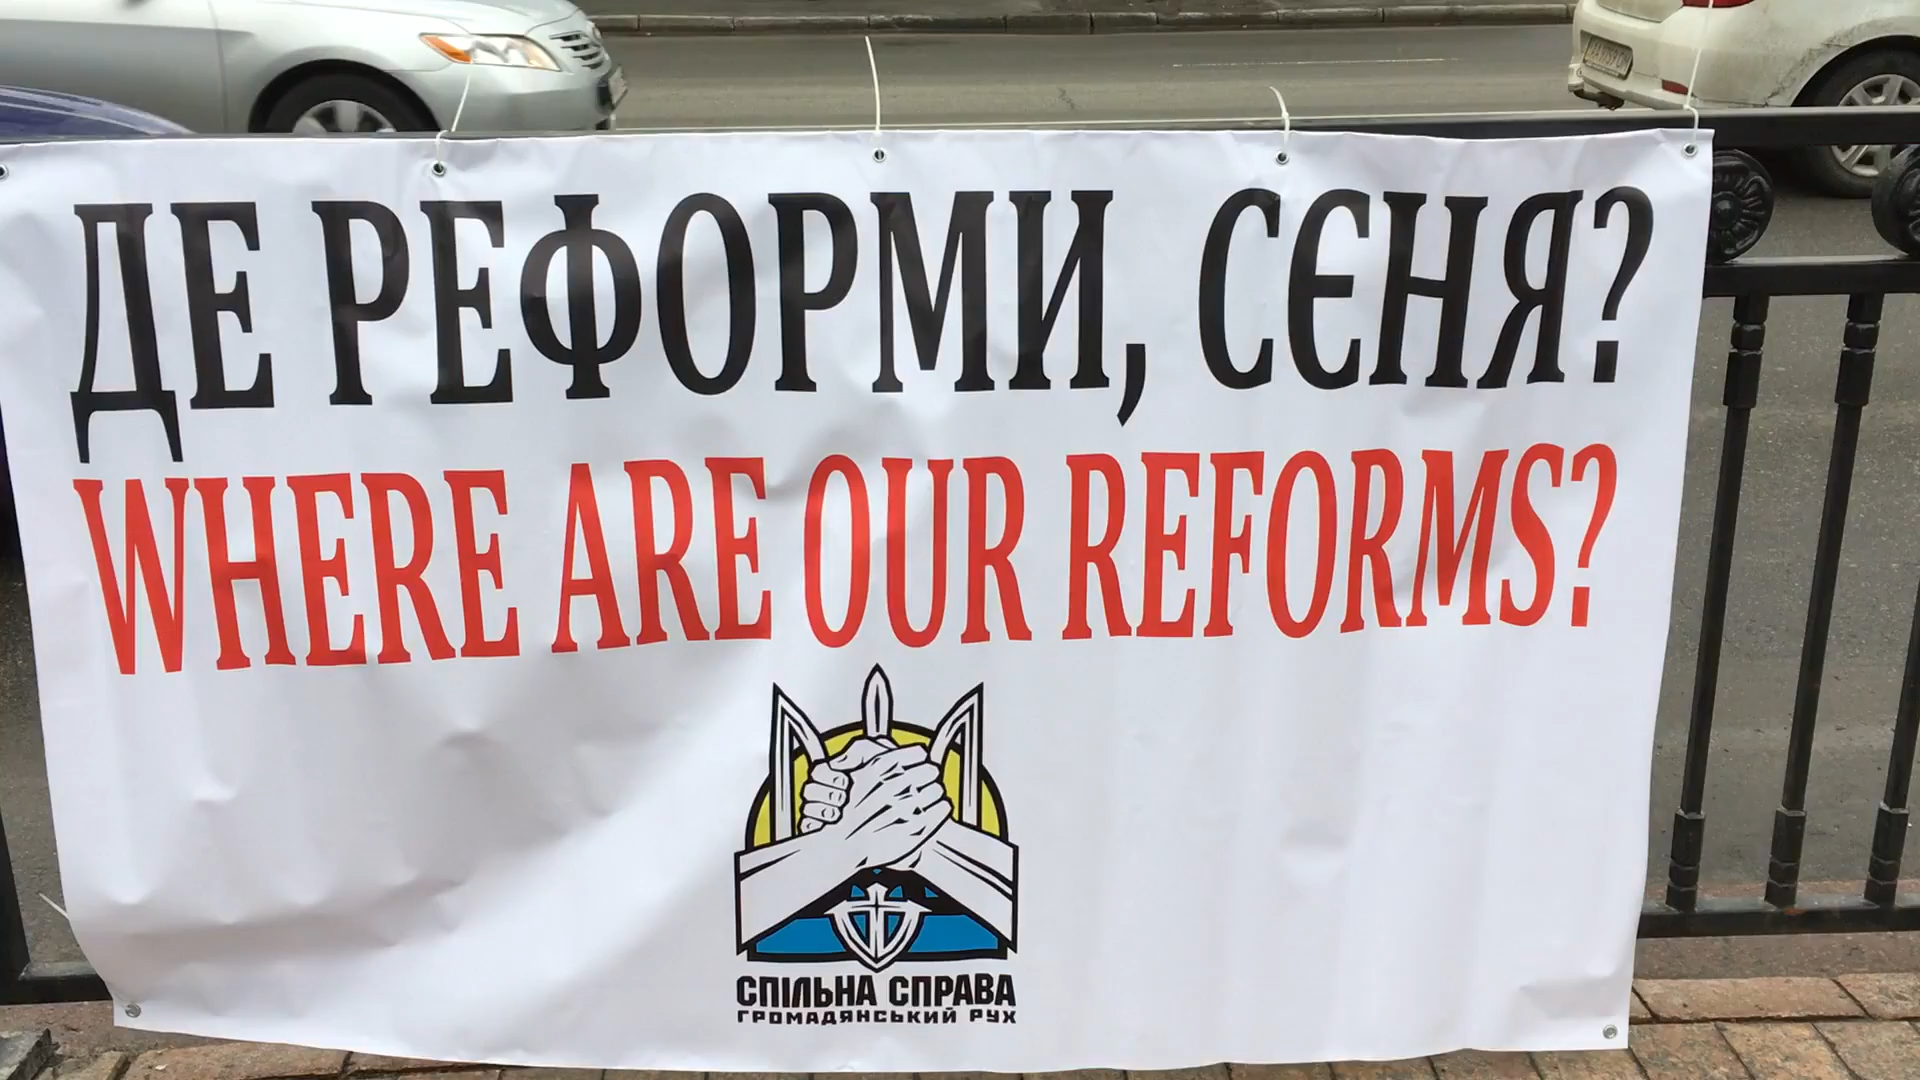 ДЕ РЕФОРМИ, СЄНЯ?
WHERE ARE OUR REFORMS?
СПІЛЬНА СПРАВА
ГРОМАДЯНСЬКИЙ РУХ